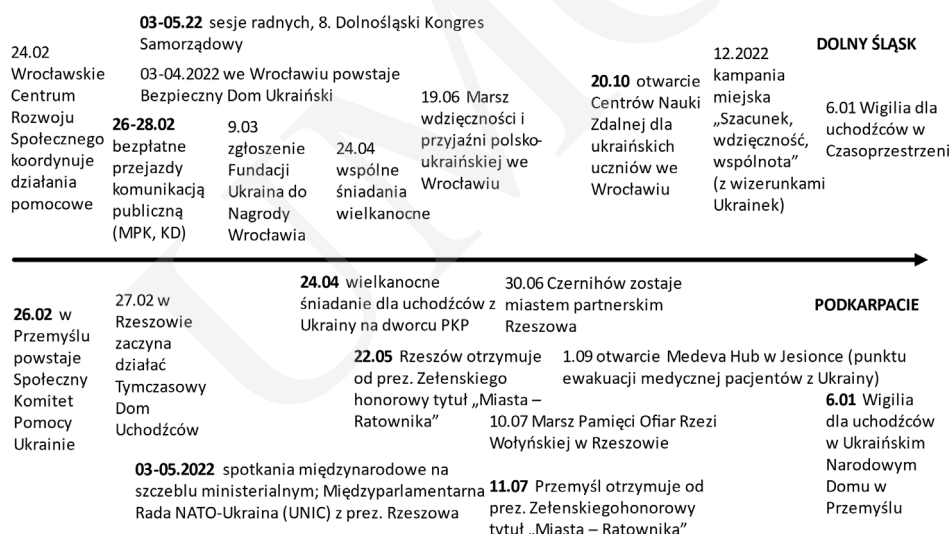 03-05.22 sesje radnych, 8. Dolnośląski Kongres
Samorządowy
DOLNY ŚLĄSK
24.02
Wrocławskie
Centrum
Rozwoju
Społecznego
koordynuje
działania
pomocowe
03-04.2022 we Wrocławiu powstaje
Bezpieczny Dom Ukraiński
26-28.02
bezpłatne
przejazdy
komunikacją
publiczną
(MPK, KD)
9.03
zgłoszenie
Fundacji
Ukraina do
Nagrody
Wrocławia
24.04
wspólne
śniadania
wielkanocne
19.06 Marsz
wdzięczności i
przyjaźni polsko-
ukraińskiej we
Wrocławiu
20.10 otwarcie
Centrów Nauki
Zdalnej dla
ukraińskich
uczniów we
Wrocławiu
12.2022
kampania
miejska
„Szacunek,
wdzięczność,
wspólnota”
(z wizerunkami
Ukrainek)
6.01 Wigilia dla
uchodźców w
Czasoprzestrzeni
PODKARPACIE
26.02 w
Przemyślu
powstaje
Społeczny
Komitet
Pomocy
Ukrainie
27.02 w
Rzeszowie
zaczyna
działać
Tymczasowy
Dom
Uchodźców
24.04 wielkanocne
śniadanie dla uchodźców z
Ukrainy na dworcu PKP
30.06 Czernihów zostaje
miastem partnerskim
Rzeszowa
22.05 Rzeszów otrzymuje
od prez. Zełenskiego
honorowy tytuł „Miasta –
Ratownika”
1.09 otwarcie Medeva Hub w Jesionce (punktu
ewakuacji medycznej pacjentów z Ukrainy)
10.07 Marsz Pamięci Ofiar Rzezi
Wołyńskiej w Rzeszowie
6.01 Wigilia
dla uchodźców
w Ukraińskim
Narodowym
Domu w
Przemyślu
03-05.2022 spotkania międzynarodowe na
szczeblu ministerialnym; Międzyparlamentarna
Rada NATO-Ukraina (UNIC) z prez. Rzeszowa
11.07 Przemyśl otrzymuje od
prez. Zełenskiegohonorowy
tytuł „Miasta – Ratownika”